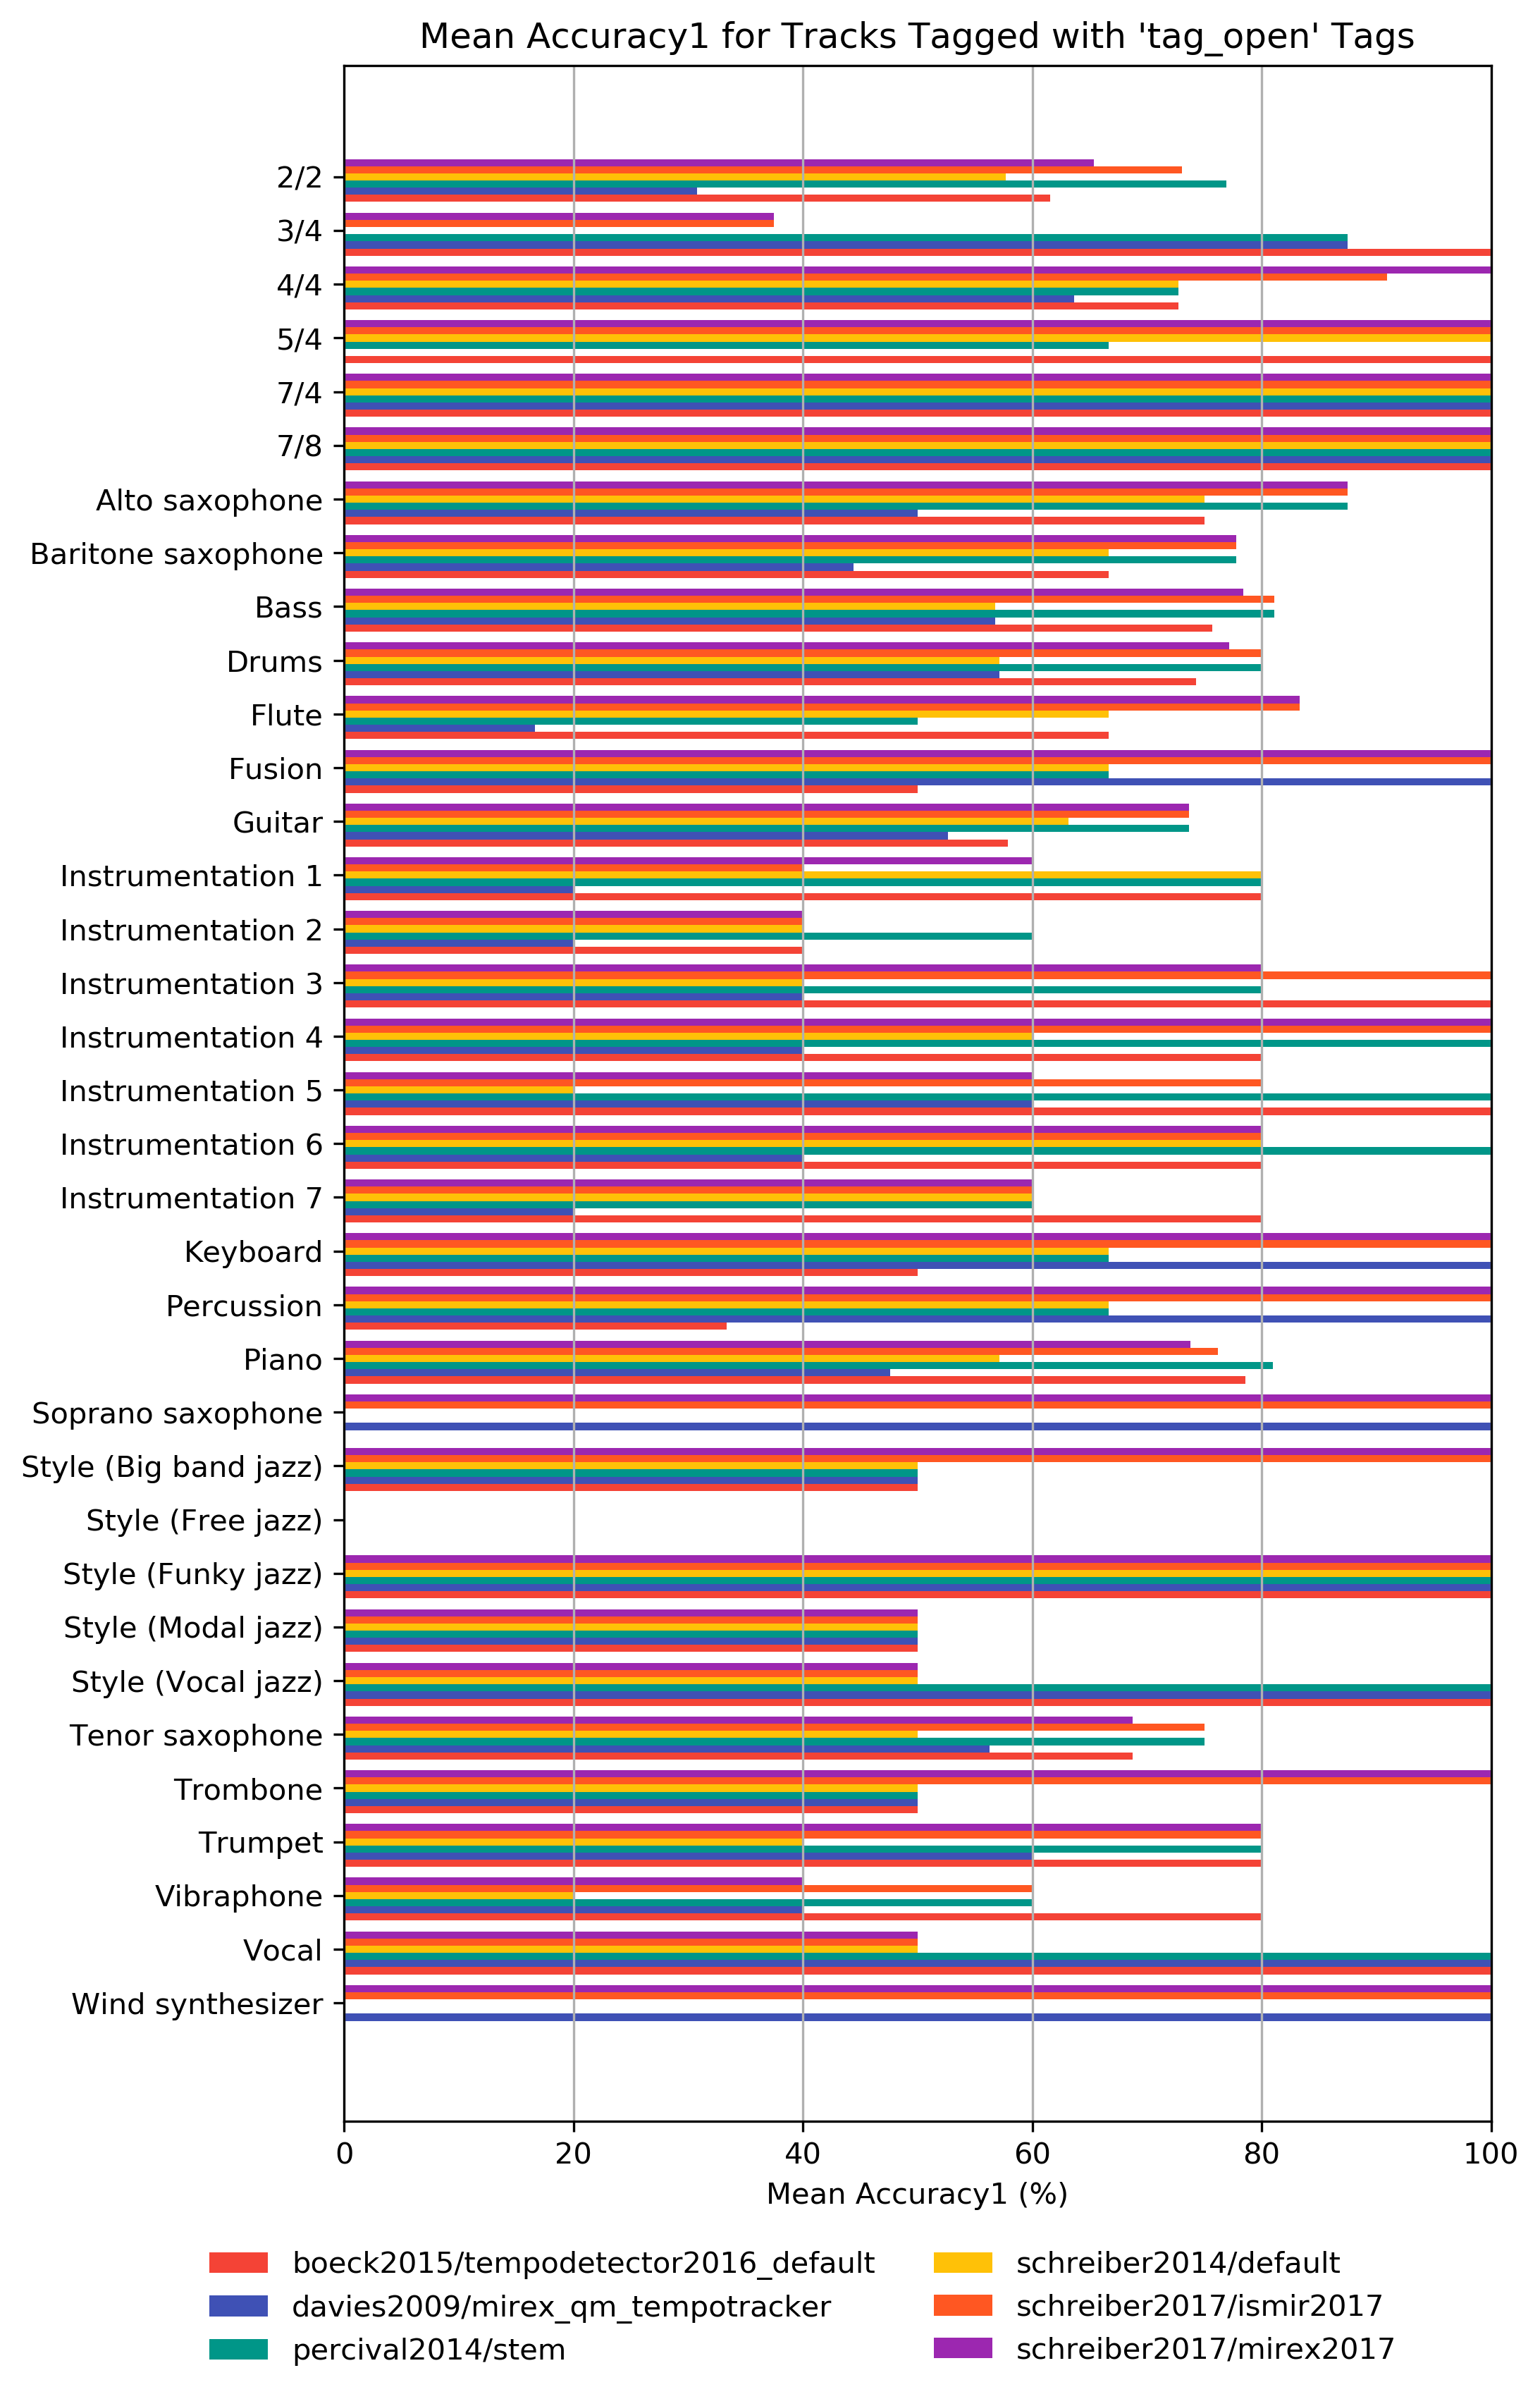 Mean Accuracy1 for Tracks Tagged with 'tag_open' Tags
2/2
3/4
4/4
5/4
7/4
7/8
Alto saxophone
Baritone saxophone
Bass
Drums
Flute
Fusion
Guitar
Instrumentation 1
Instrumentation 2
Instrumentation 3
Instrumentation 4
Instrumentation 5
Instrumentation 6
Instrumentation 7
Keyboard
Percussion
Piano
Soprano saxophone
Style (Big band jazz)
Style (Free jazz)
Style (Funky jazz)
Style (Modal jazz)
Style (Vocal jazz)
Tenor saxophone
Trombone
Trumpet
Vibraphone
Vocal
Wind synthesizer
0 20 40 60 80 100
Mean Accuracy1 (%)
boeck2015/tempodetector2016_default
davies2009/mirex_qm_tempotracker
percival2014/stem
schreiber2014/default
schreiber2017/ismir2017
schreiber2017/mirex2017